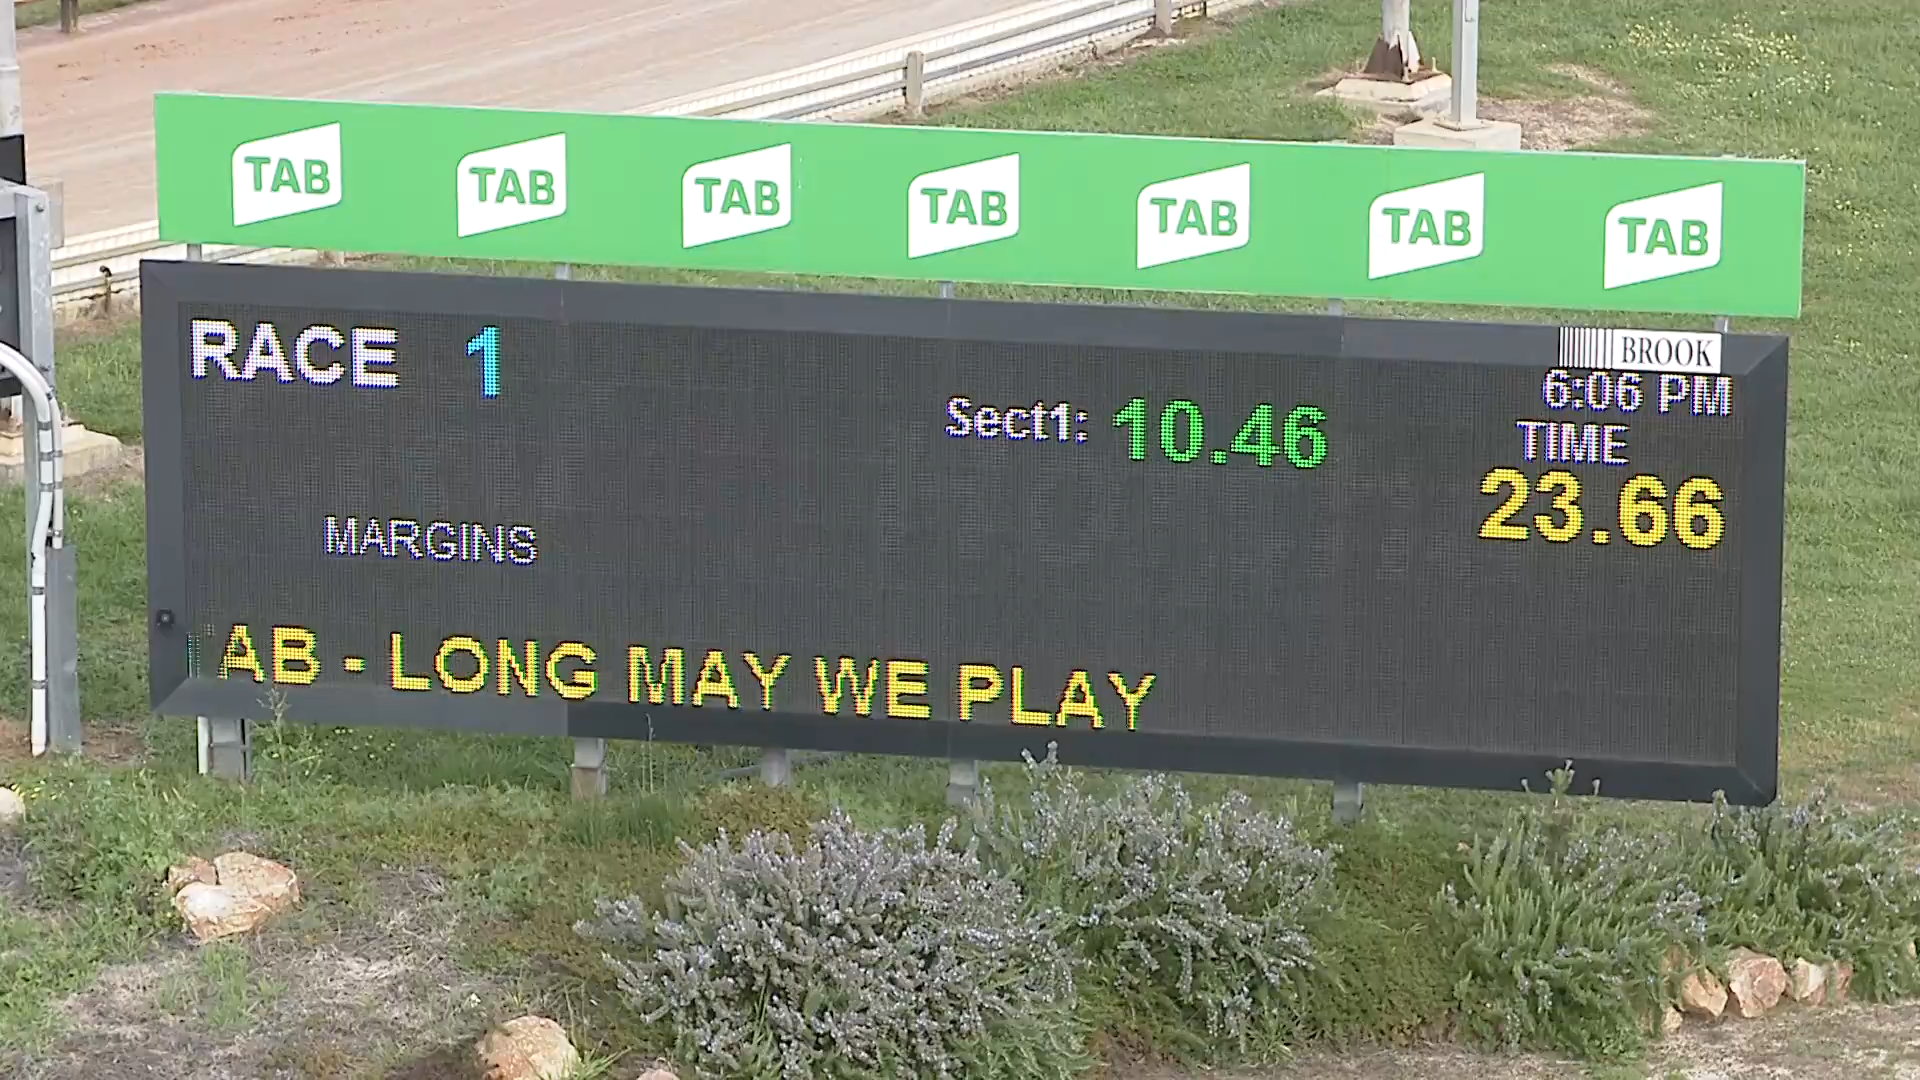 TAB TAB TAB TAB TAB TAB TAB
BROOK
RACE 1
6:06 PM
Sect1: 10.46
TIME
23.66
MARGINS
AB - LONG MAY WE PLAY